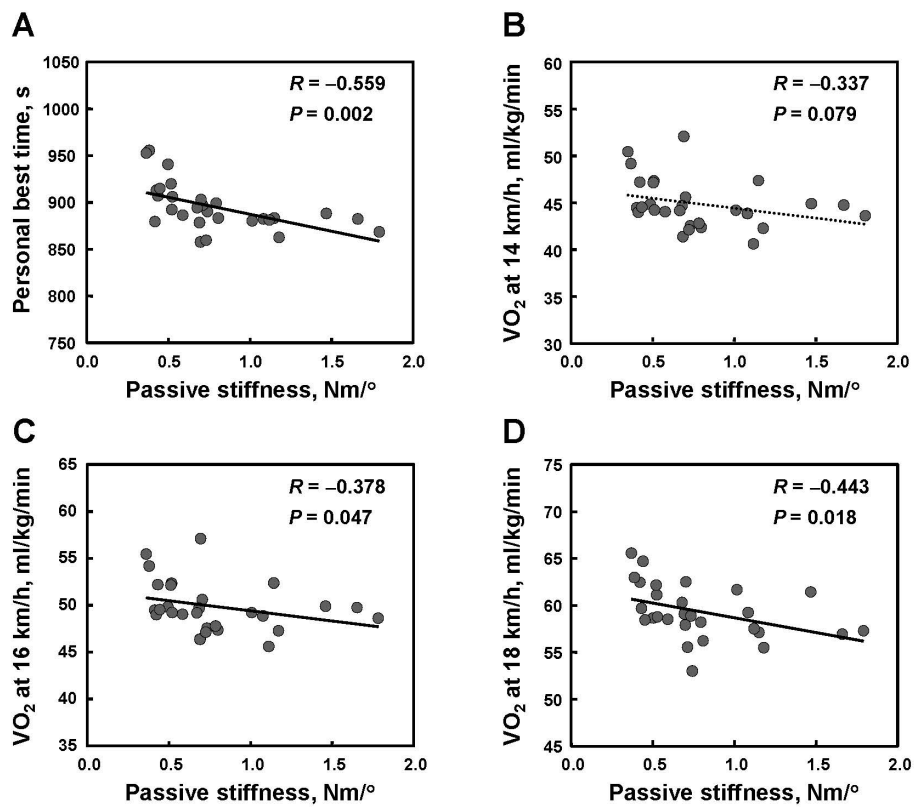 A
Personal best time, s
1050
1000
950
900
850
800
750
R = –0.559
P = 0.002
0.0 0.5 1.0 1.5 2.0
Passive stiffness, Nm/°
B
VO₂ at 14 km/h, ml/kg/min
60
55
50
45
40
35
30
R = –0.337
P = 0.079
0.0 0.5 1.0 1.5 2.0
Passive stiffness, Nm/°
C
VO₂ at 16 km/h, ml/kg/min
65
60
55
50
45
40
35
R = –0.378
P = 0.047
0.0 0.5 1.0 1.5 2.0
Passive stiffness, Nm/°
D
VO₂ at 18 km/h, ml/kg/min
75
70
65
60
55
50
45
R = –0.443
P = 0.018
0.0 0.5 1.0 1.5 2.0
Passive stiffness, Nm/°